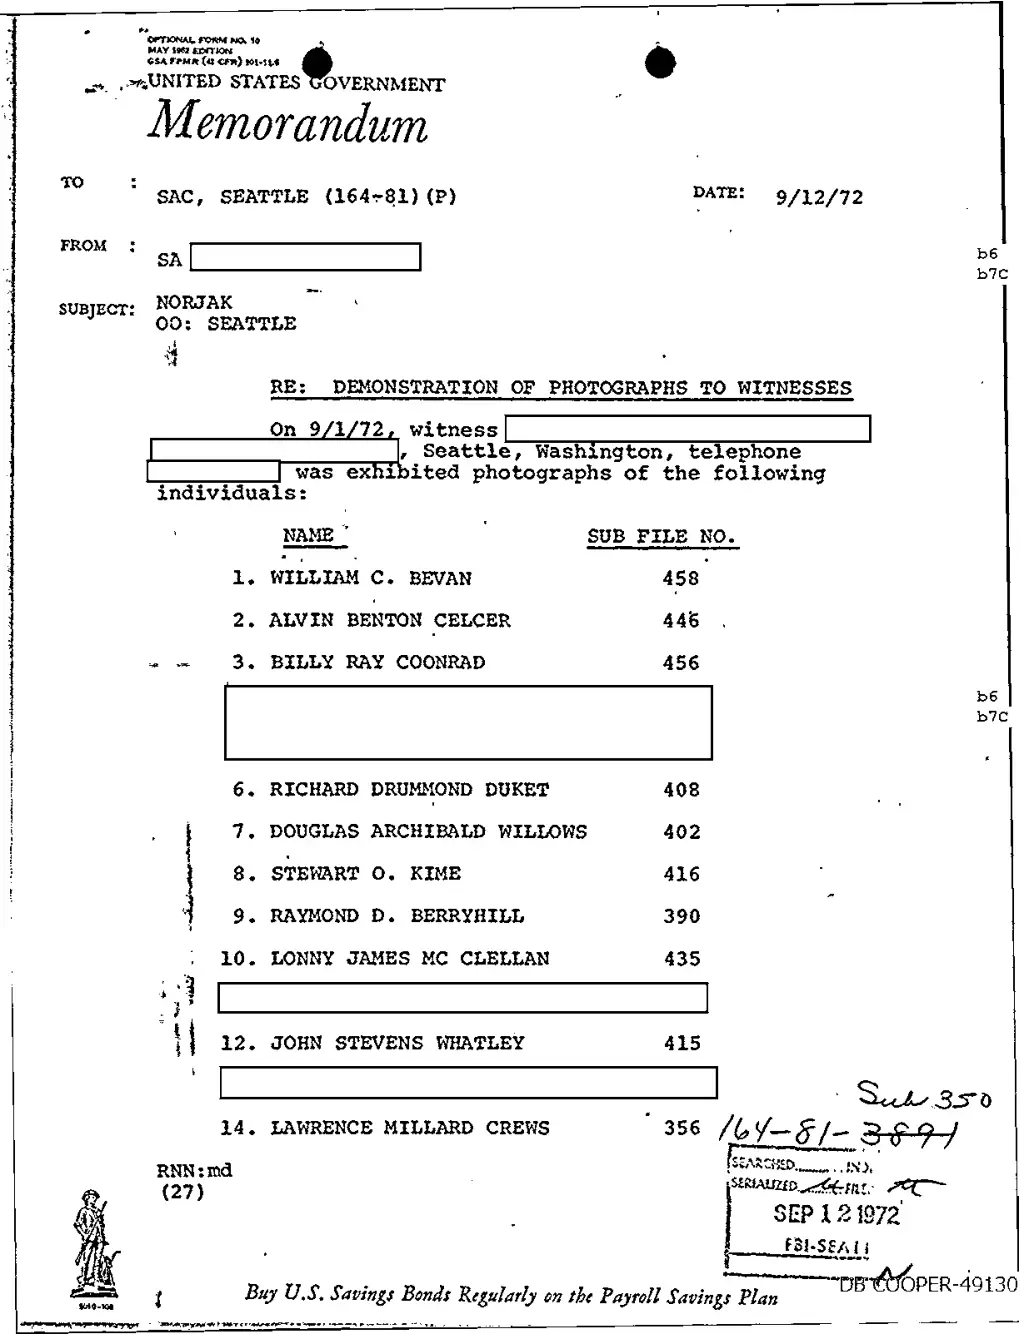 OPTIONAL FORM NO. 10
MAY 1962 EDITION
GSA FPMR (41 CFR) 101-11.6
UNITED STATES GOVERNMENT
Memorandum
TO : SAC, SEATTLE (164-81)(P) DATE: 9/12/72
FROM : SA
b6
b7C
SUBJECT: NORJAK
OO: SEATTLE
RE: DEMONSTRATION OF PHOTOGRAPHS TO WITNESSES
On 9/1/72, witness
, Seattle, Washington, telephone
was exhibited photographs of the following
individuals:
NAME SUB FILE NO.
1. WILLIAM C. BEVAN 458
2. ALVIN BENTON CELCER 446
3. BILLY RAY COONRAD 456
b6
b7C
6. RICHARD DRUMMOND DUKET 408
7. DOUGLAS ARCHIBALD WILLOWS 402
8. STEWART O. KIME 416
9. RAYMOND D. BERRYHILL 390
10. LONNY JAMES MC CLELLAN 435
12. JOHN STEVENS WHATLEY 415
Sub 350
14. LAWRENCE MILLARD CREWS 356
164-81-3891
RNN:md
(27)
SEARCHED
SERIALIZED
SEP 12 1972
FBI-SEATT
DB COOPER-49130
5010-108
Buy U.S. Savings Bonds Regularly on the Payroll Savings Plan